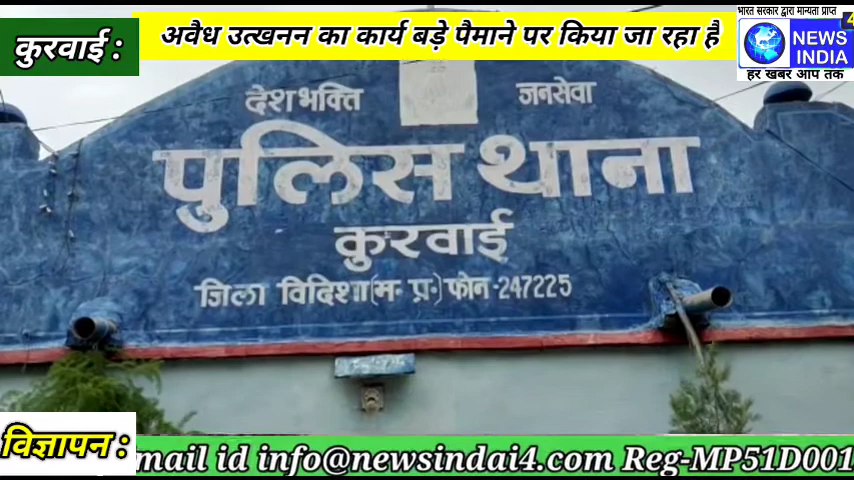 कुरवाई :
अवैध उत्खनन का कार्य बड़े पैमाने पर किया जा रहा है
भारत सरकार द्वारा मान्यता प्राप्त
4
NEWS
INDIA
हर खबर आप तक
देशभक्ति जनसेवा
पुलिस थाना
कुरवाई
जिला विदिशा(म॰ प्र॰) फोन-247225
विज्ञापन :
mail id info@newsindai4.com Reg-MP51D001